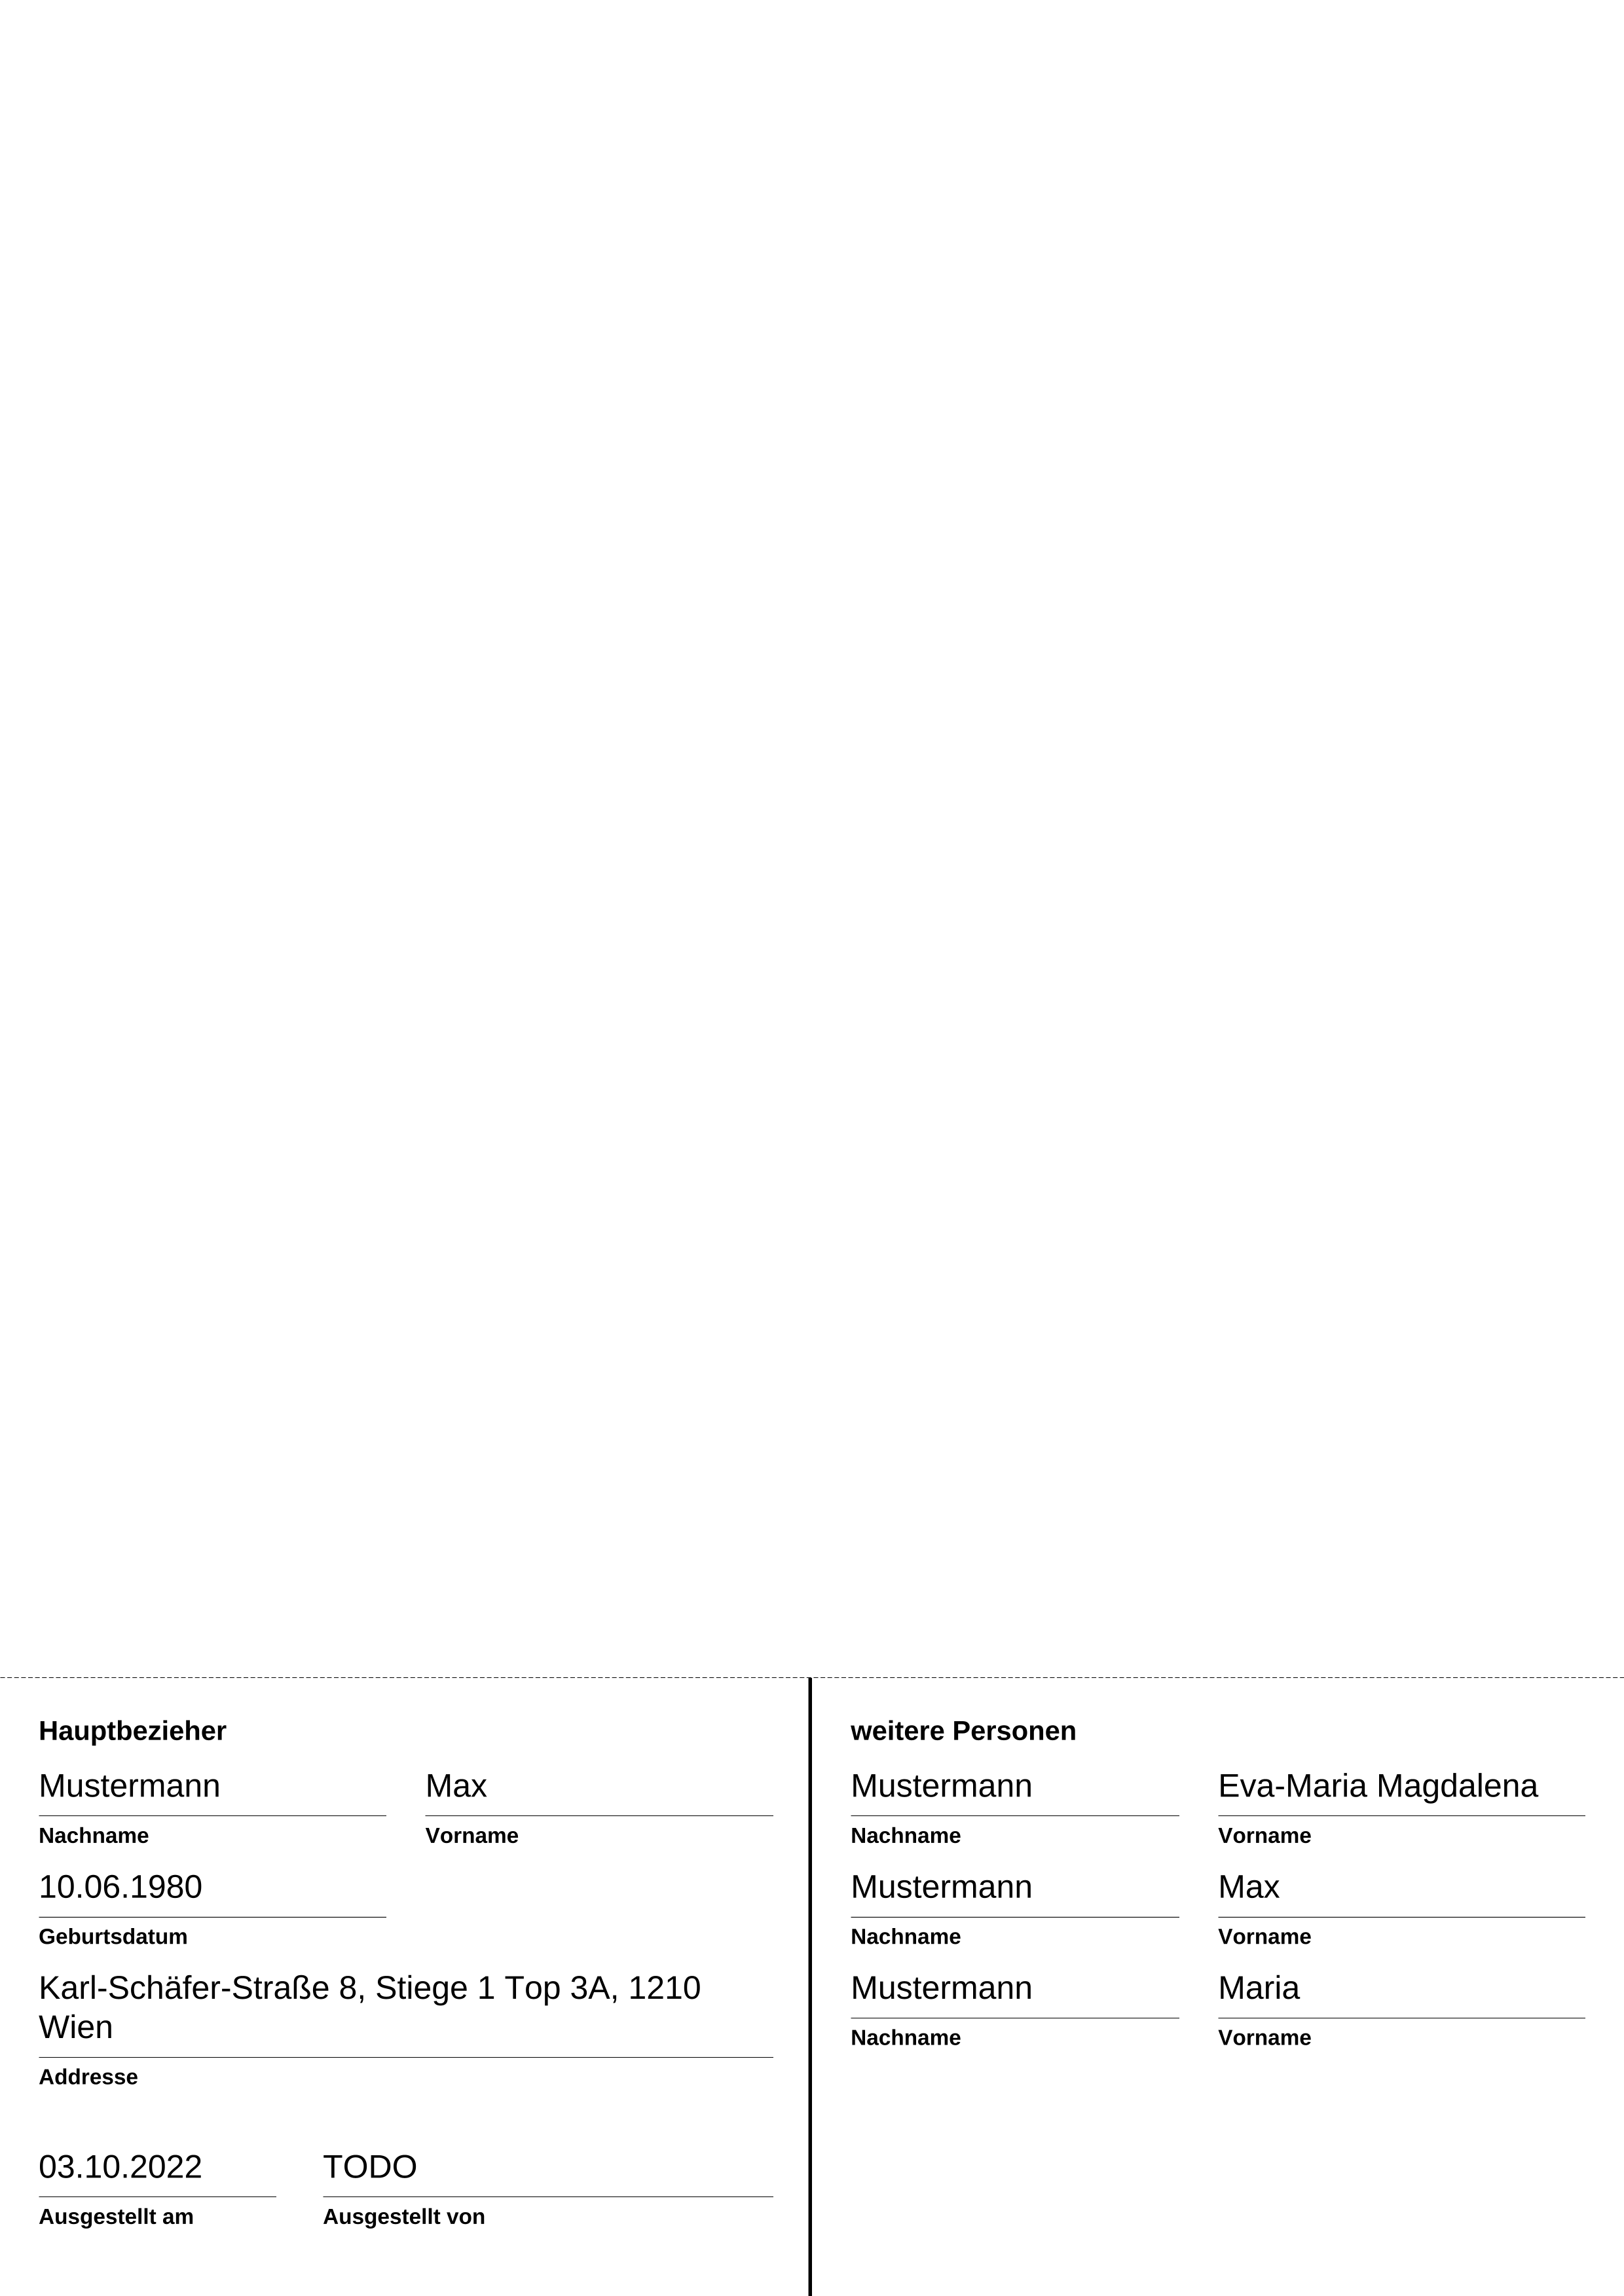 Hauptbezieher
Mustermann Max
Nachname Vorname
10.06.1980
Geburtsdatum
Karl-Schäfer-Straße 8, Stiege 1 Top 3A, 1210
Wien
Addresse
03.10.2022 TODO
Ausgestellt am Ausgestellt von
weitere Personen
Mustermann Eva-Maria Magdalena
Nachname Vorname
Mustermann Max
Nachname Vorname
Mustermann Maria
Nachname Vorname